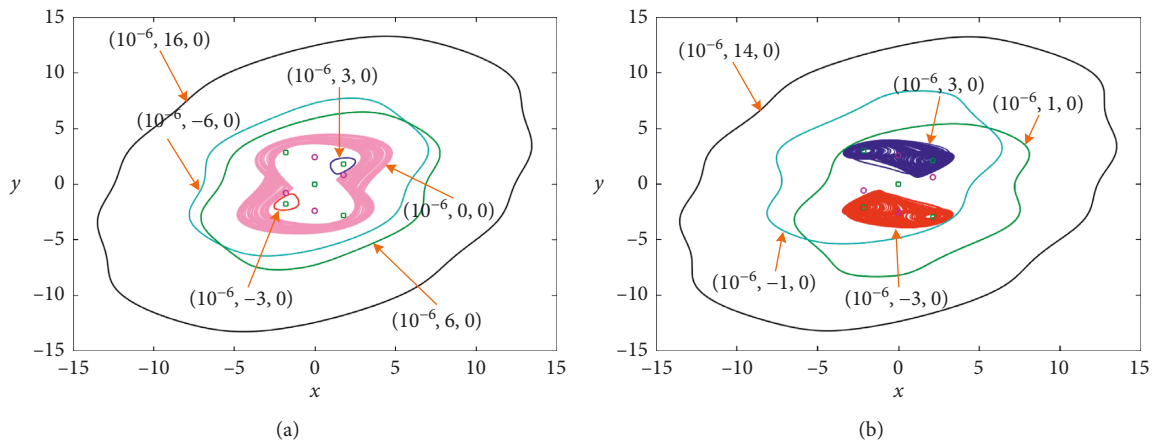 15
10
5
0
−5
−10
−15
y
−15
−10
−5
0
5
10
15
x
(10⁻⁶, 16, 0)
(10⁻⁶, 3, 0)
(10⁻⁶, −6, 0)
(10⁻⁶, 0, 0)
(10⁻⁶, −3, 0)
(10⁻⁶, 6, 0)
(a)
15
10
5
0
−5
−10
−15
y
−15
−10
−5
0
5
10
15
x
(10⁻⁶, 14, 0)
(10⁻⁶, 3, 0)
(10⁻⁶, 1, 0)
(10⁻⁶, −1, 0)
(10⁻⁶, −3, 0)
(b)